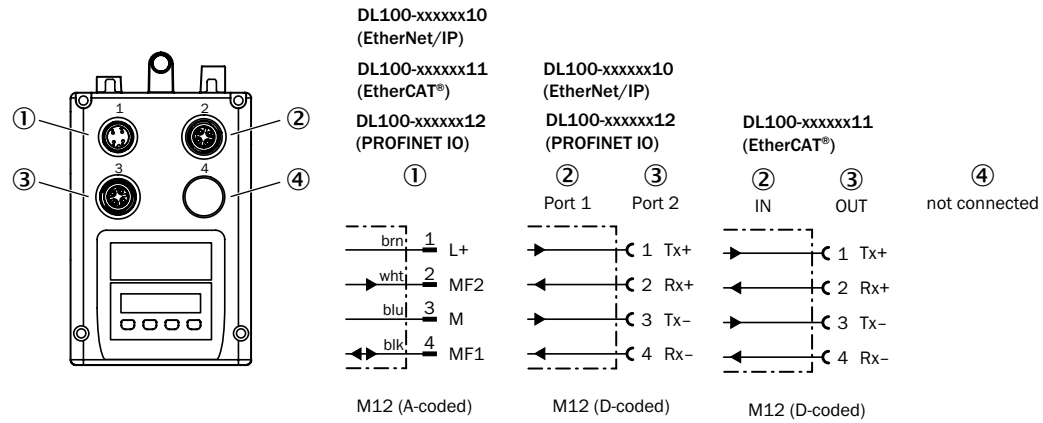 DL100-xxxxxx10
(EtherNet/IP)
DL100-xxxxxx11
(EtherCAT®)
DL100-xxxxxx12
(PROFINET IO)
①
brn 1 L+
wht 2 MF2
blu 3 M
blk 4 MF1
M12 (A-coded)
DL100-xxxxxx10
(EtherNet/IP)
DL100-xxxxxx12
(PROFINET IO)
② ③
Port 1 Port 2
1 Tx+
2 Rx+
3 Tx–
4 Rx–
M12 (D-coded)
DL100-xxxxxx11
(EtherCAT®)
② ③
IN OUT
1 Tx+
2 Rx+
3 Tx–
4 Rx–
M12 (D-coded)
④
not connected
① 1 2 ②
③ 3 4 ④